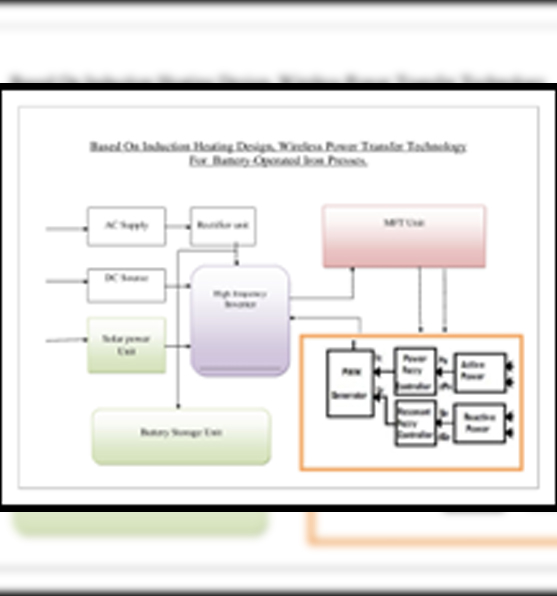 Based On Induction Heating Design, Wireless Power Transfer Technology
For Battery-Operated Iron Presses.
AC Supply
Rectifier unit
MFT Unit
DC Source
High frequency
Inverter
Solar power
Unit
PWM
Generator
Power
Fuzzy
Controller
Active
Power
Resonant
Fuzzy
Controller
Reactive
Power
Battery Storage Unit